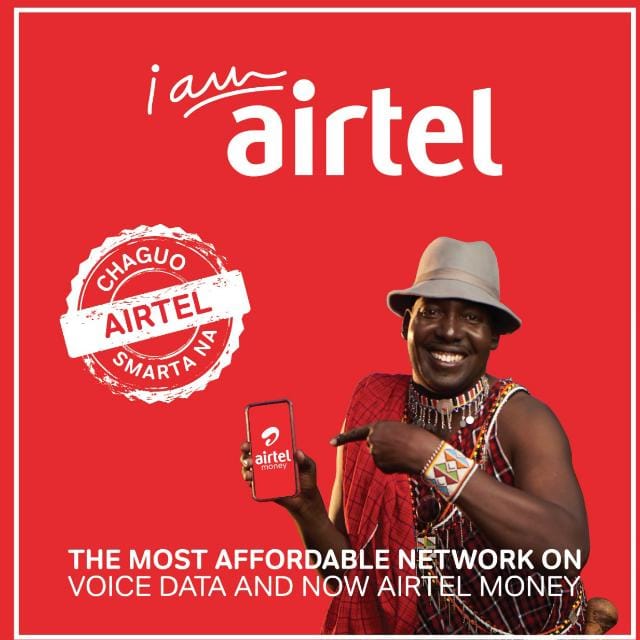 i am
airtel
CHAGUO
AIRTEL
SMARTA NA
airtel
money
THE MOST AFFORDABLE NETWORK ON
VOICE DATA AND NOW AIRTEL MONEY